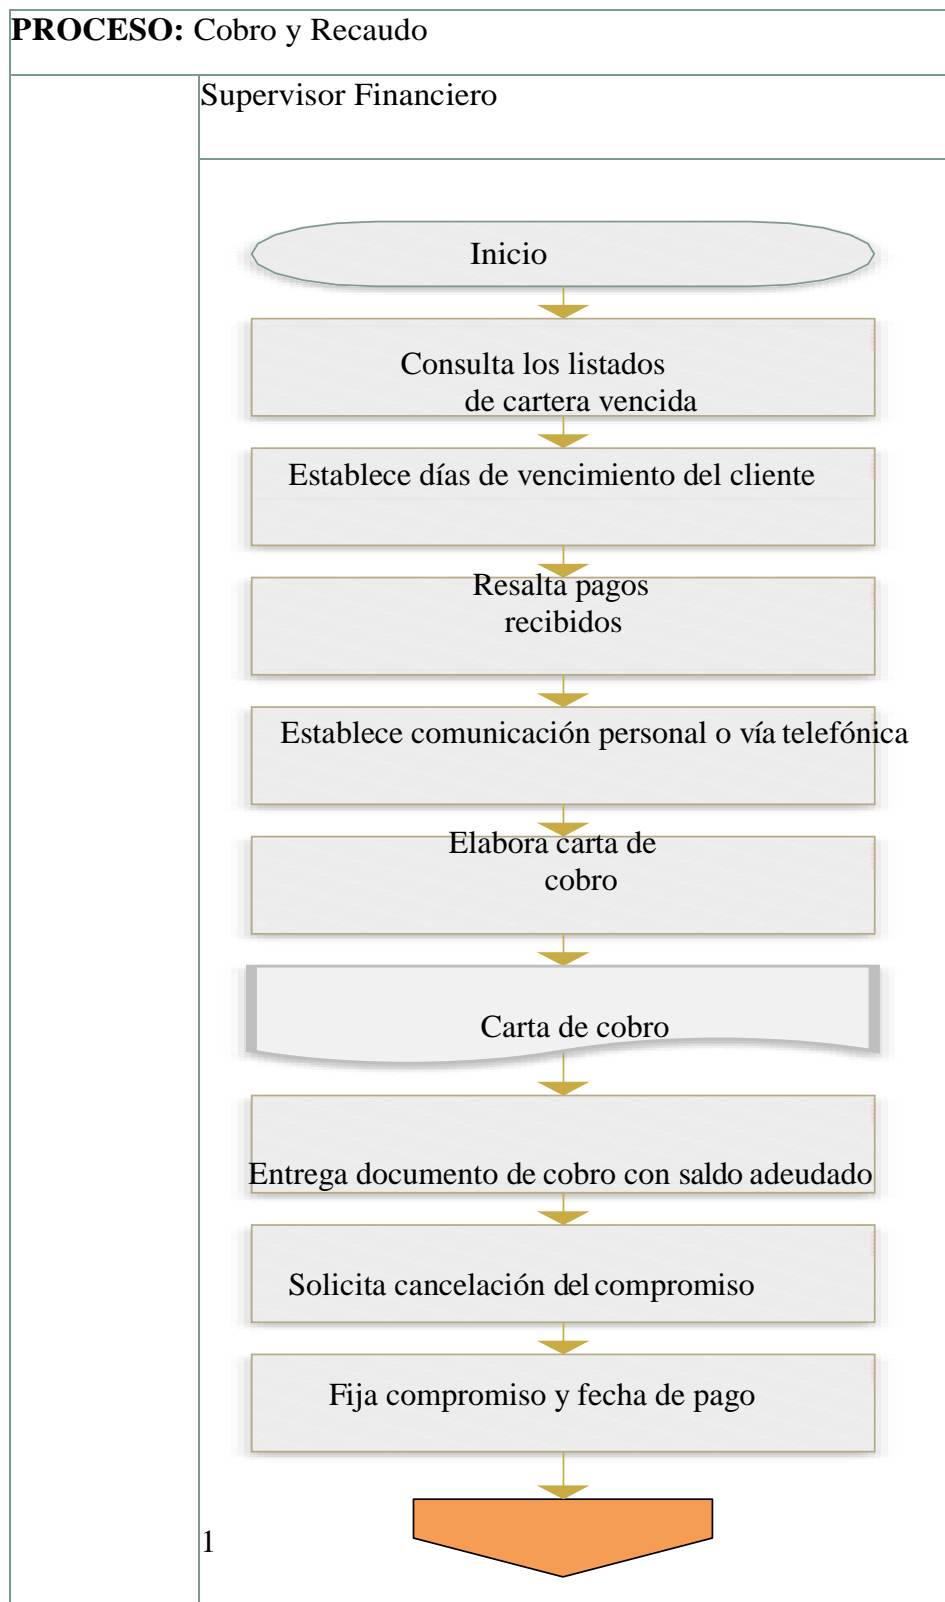 PROCESO: Cobro y Recaudo
Supervisor Financiero
Inicio
Consulta los listados
de cartera vencida
Establece días de vencimiento del cliente
Resalta pagos
recibidos
Establece comunicación personal o vía telefónica
Elabora carta de
cobro
Carta de cobro
Entrega documento de cobro con saldo adeudado
Solicita cancelación del compromiso
Fija compromiso y fecha de pago
1